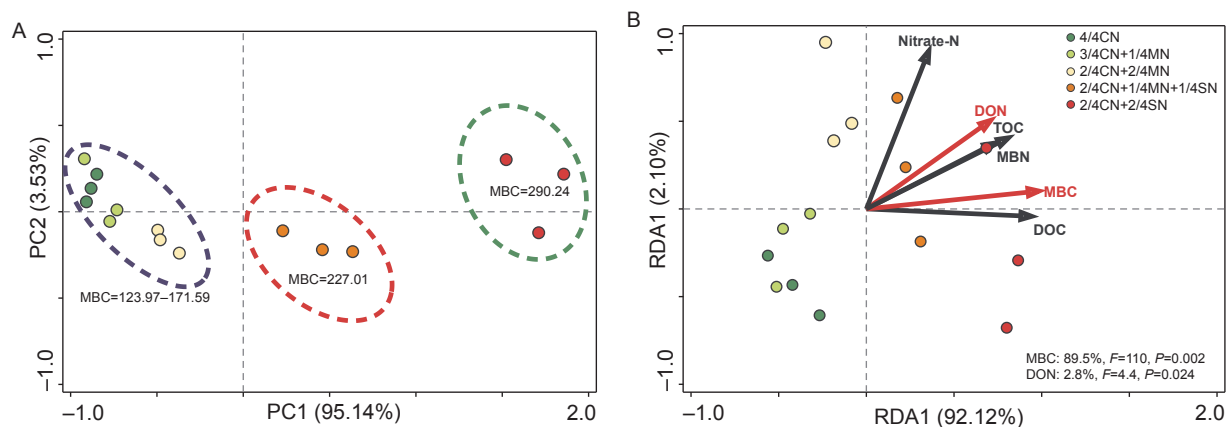 A
1.0
PC2 (3.53%)
–1.0
–1.0
PC1 (95.14%)
2.0
MBC=123.97–171.59
MBC=227.01
MBC=290.24
B
1.0
RDA1 (2.10%)
–1.0
–1.0
RDA1 (92.12%)
2.0
Nitrate-N
DON
TOC
MBN
MBC
DOC
4/4CN
3/4CN+1/4MN
2/4CN+2/4MN
2/4CN+1/4MN+1/4SN
2/4CN+2/4SN
MBC: 89.5%, F=110, P=0.002
DON: 2.8%, F=4.4, P=0.024